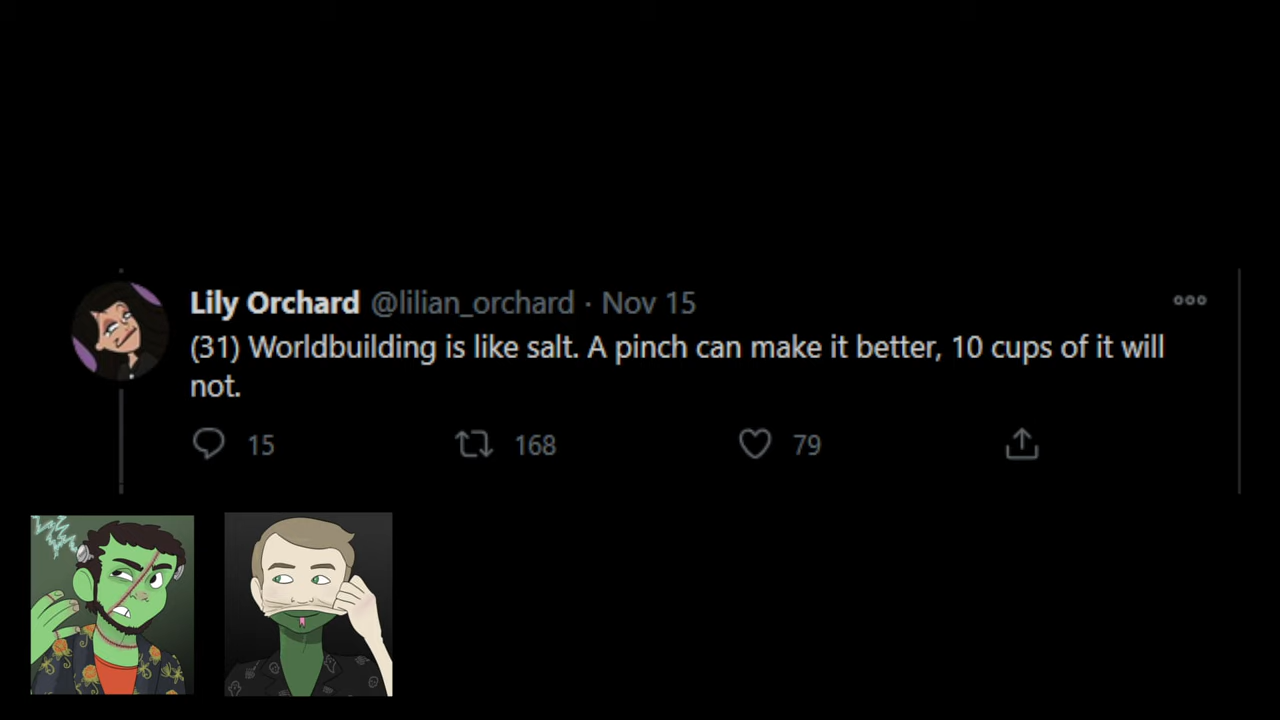 Lily Orchard @lilian_orchard · Nov 15
(31) Worldbuilding is like salt. A pinch can make it better, 10 cups of it will
not.
15 168 79